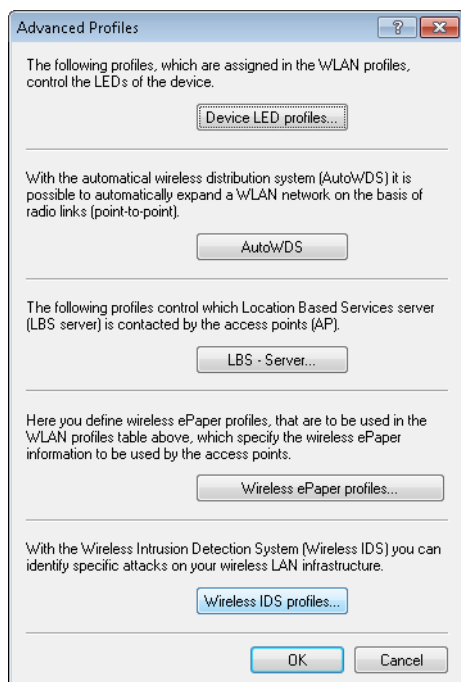 Advanced Profiles
The following profiles, which are assigned in the WLAN profiles,
control the LEDs of the device.
Device LED profiles...
With the automatical wireless distribution system (AutoWDS) it is
possible to automatically expand a WLAN network on the basis of
radio links (point-to-point).
AutoWDS
The following profiles control which Location Based Services server
(LBS server) is contacted by the access points (AP).
LBS - Server...
Here you define wireless ePaper profiles, that are to be used in the
WLAN profiles table above, which specify the wireless ePaper
information to be used by the access points.
Wireless ePaper profiles...
With the Wireless Intrusion Detection System (Wireless IDS) you can
identify specific attacks on your wireless LAN infrastructure.
Wireless IDS profiles...
OK Cancel